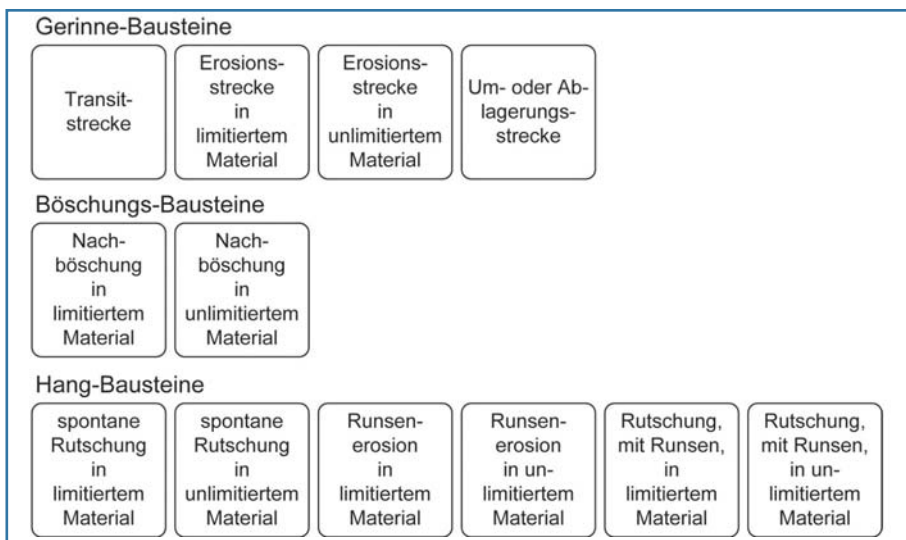 Gerinne-Bausteine
Transit-
strecke
Erosions-
strecke
in
limitiertem
Material
Erosions-
strecke
in
unlimitiertem
Material
Um- oder Ab-
lagerungs-
strecke
Böschungs-Bausteine
Nach-
böschung
in
limitiertem
Material
Nach-
böschung
in
unlimitiertem
Material
Hang-Bausteine
spontane
Rutschung
in
limitiertem
Material
spontane
Rutschung
in
unlimitiertem
Material
Runsen-
erosion
in
limitiertem
Material
Runsen-
erosion
in un-
limitiertem
Material
Rutschung,
mit Runsen,
in
limitiertem
Material
Rutschung,
mit Runsen,
in un-
limitiertem
Material